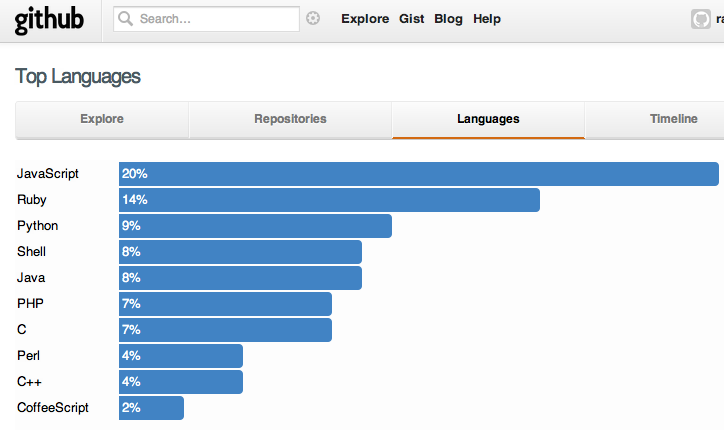 github Search... Explore Gist Blog Help
Top Languages
Explore Repositories Languages Timeline
JavaScript 20%
Ruby 14%
Python 9%
Shell 8%
Java 8%
PHP 7%
C 7%
Perl 4%
C++ 4%
CoffeeScript 2%